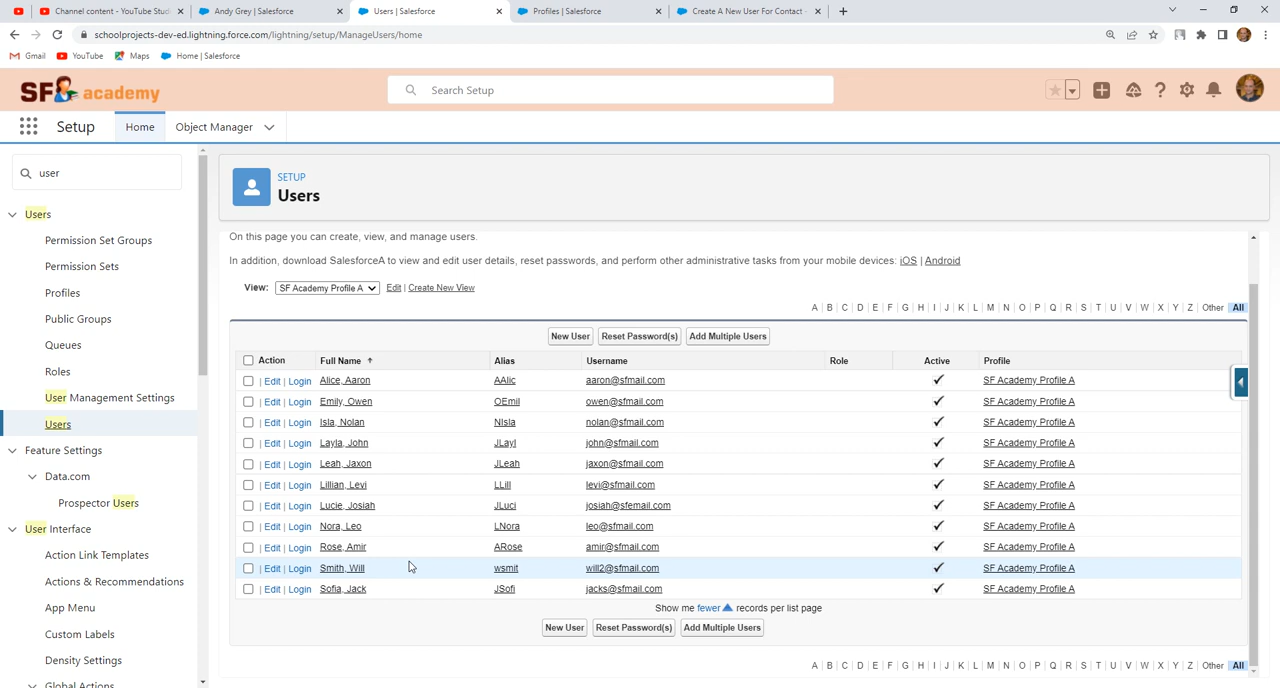 Channel content - YouTube Stud
Andy Grey | Salesforce
Users | Salesforce
Profiles | Salesforce
Create A New User For Contact -
schoolprojects-dev-ed.lightning.force.com/lightning/setup/ManageUsers/home
Gmail
YouTube
Maps
Home | Salesforce
SF academy
Search Setup
Setup
Home
Object Manager
user
Users
Permission Set Groups
Permission Sets
Profiles
Public Groups
Queues
Roles
User Management Settings
Users
Feature Settings
Data.com
Prospector Users
User Interface
Action Link Templates
Actions & Recommendations
App Menu
Custom Labels
Density Settings
Global Actions
SETUP
Users
On this page you can create, view, and manage users.
In addition, download SalesforceA to view and edit user details, reset passwords, and perform other administrative tasks from your mobile devices: iOS | Android
View: SF Academy Profile A Edit | Create New View
A | B | C | D | E | F | G | H | I | J | K | L | M | N | O | P | Q | R | S | T | U | V | W | X | Y | Z | Other | All
New User Reset Password(s) Add Multiple Users
Action Full Name Alias Username Role Active Profile
| Edit | Login Alice, Aaron AAlic aaron@sfmail.com SF Academy Profile A
| Edit | Login Emily, Owen OEmil owen@sfmail.com SF Academy Profile A
| Edit | Login Isla, Nolan NIsla nolan@sfmail.com SF Academy Profile A
| Edit | Login Layla, John JLayl john@sfmail.com SF Academy Profile A
| Edit | Login Leah, Jaxon JLeah jaxon@sfmail.com SF Academy Profile A
| Edit | Login Lillian, Levi LLill levi@sfmail.com SF Academy Profile A
| Edit | Login Lucie, Josiah JLuci josiah@sfemail.com SF Academy Profile A
| Edit | Login Nora, Leo LNora leo@sfmail.com SF Academy Profile A
| Edit | Login Rose, Amir ARose amir@sfmail.com SF Academy Profile A
| Edit | Login Smith, Will wsmit will2@sfmail.com SF Academy Profile A
| Edit | Login Sofia, Jack JSofi jacks@sfmail.com SF Academy Profile A
Show me fewer records per list page
New User Reset Password(s) Add Multiple Users
A | B | C | D | E | F | G | H | I | J | K | L | M | N | O | P | Q | R | S | T | U | V | W | X | Y | Z | Other | All